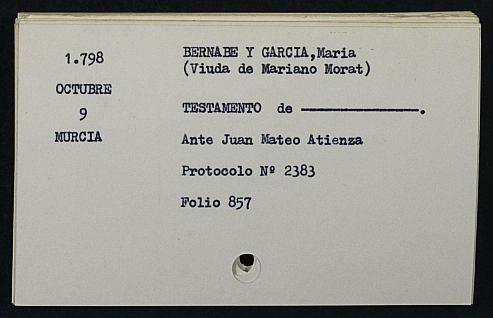 1.798
OCTUBRE
9
MURCIA
BERNABE Y GARCIA,Maria
(Viuda de Mariano Morat)
TESTAMENTO de ―――――――.
Ante Juan Mateo Atienza
Protocolo Nº 2383
Folio 857